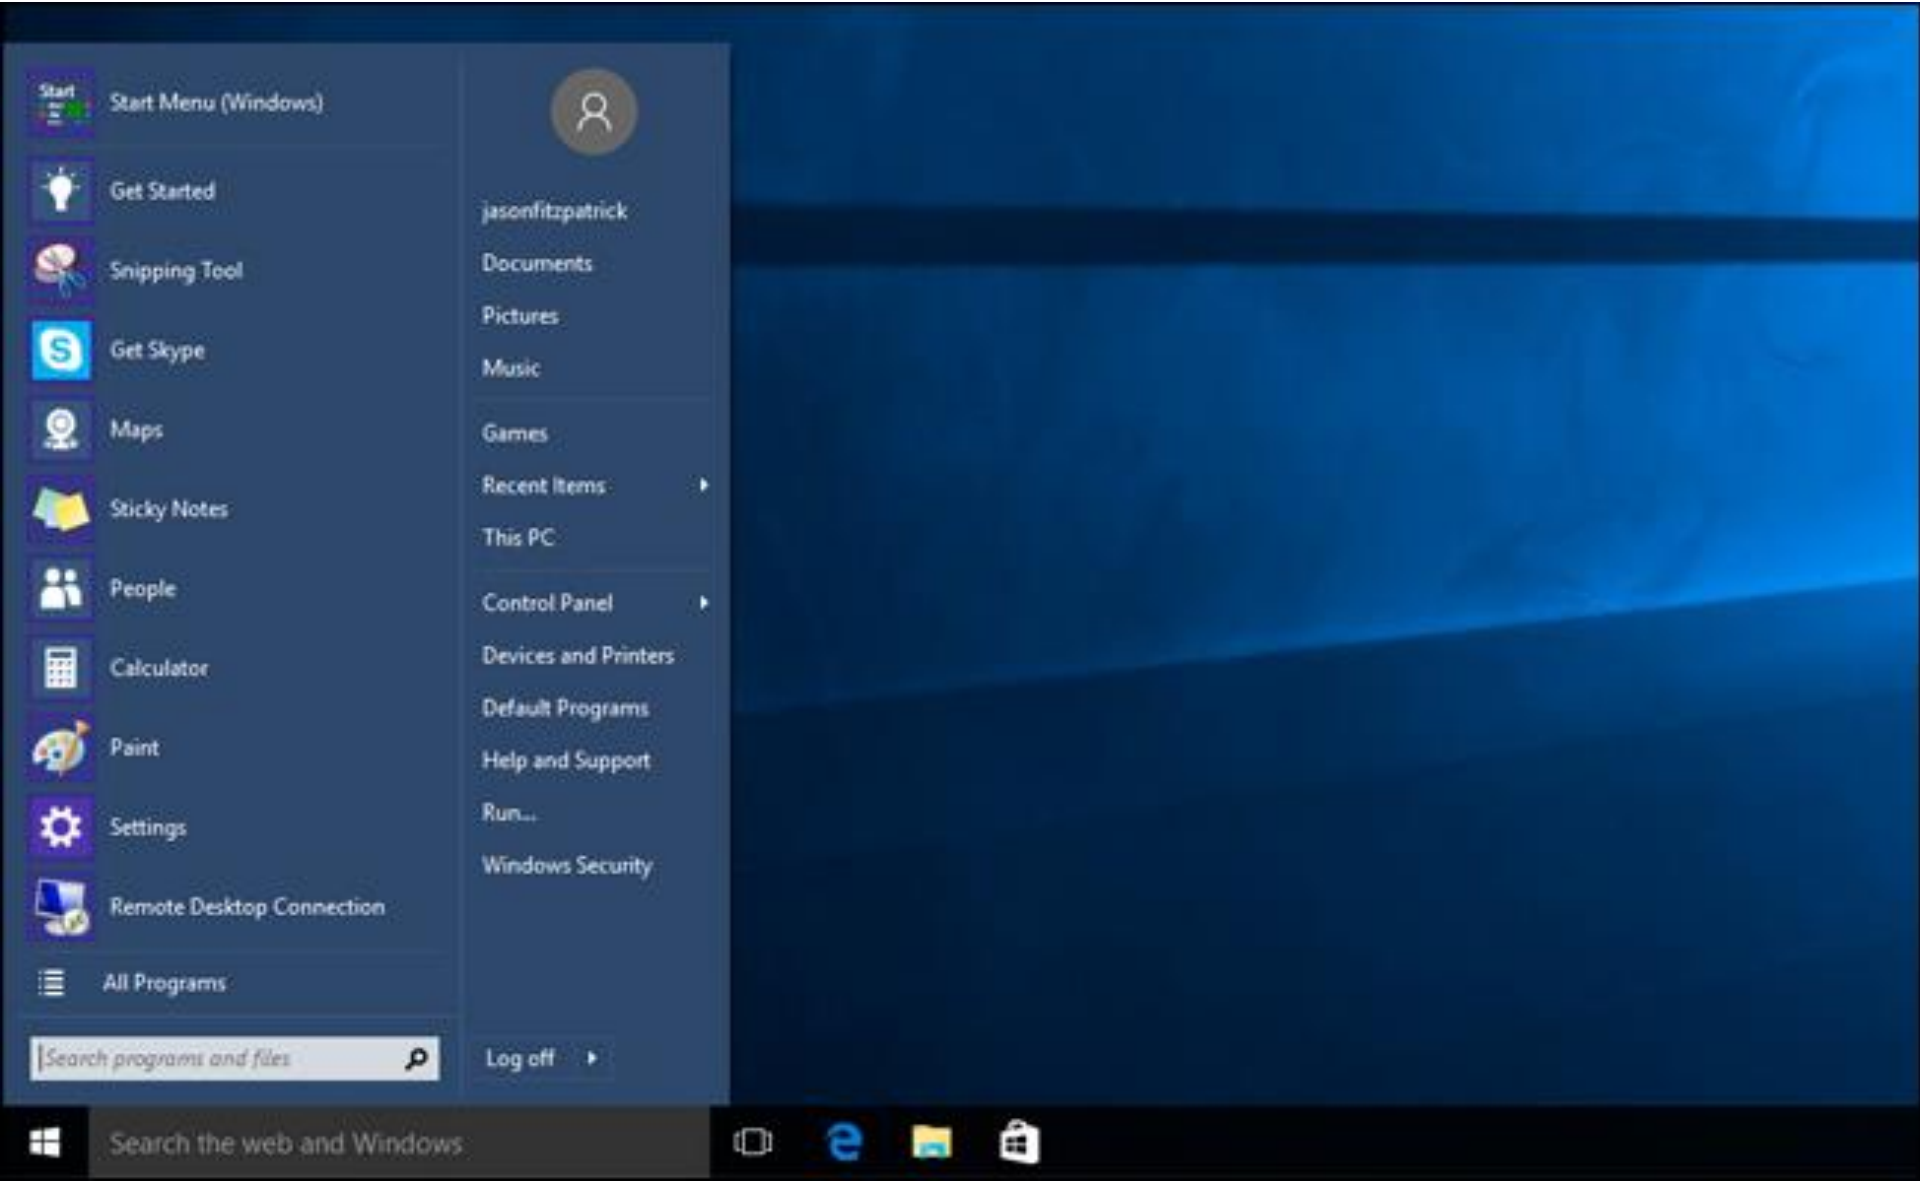 Start
Start Menu (Windows)
Get Started
Snipping Tool
Get Skype
Maps
Sticky Notes
People
Calculator
Paint
Settings
Remote Desktop Connection
All Programs
Search programs and files
jasonfitzpatrick
Documents
Pictures
Music
Games
Recent Items
This PC
Control Panel
Devices and Printers
Default Programs
Help and Support
Run...
Windows Security
Log off
Search the web and Windows